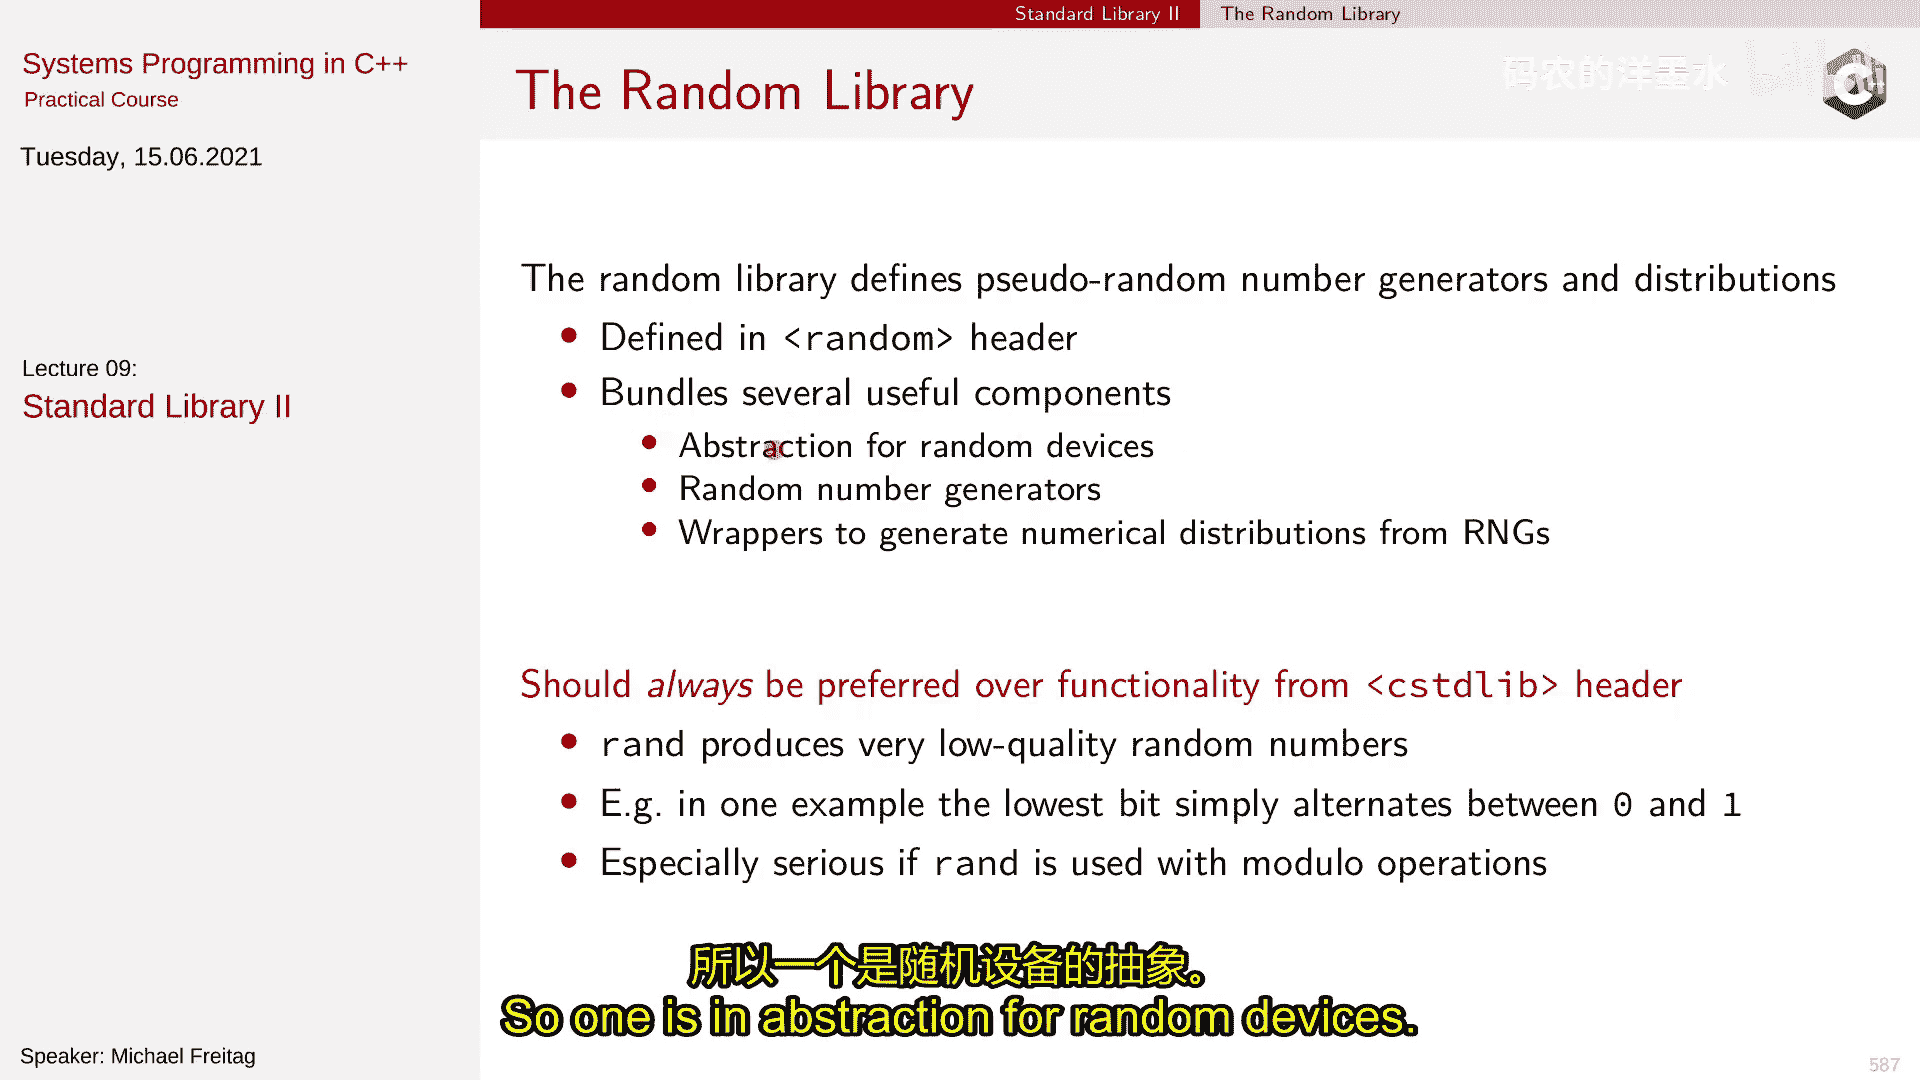 Standard Library II
The Random Library
Systems Programming in C++
Practical Course
Tuesday, 15.06.2021
Lecture 09:
Standard Library II
Speaker: Michael Freitag
The Random Library
码农的洋墨水
The random library defines pseudo-random number generators and distributions
• Defined in <random> header
• Bundles several useful components
• Abstraction for random devices
• Random number generators
• Wrappers to generate numerical distributions from RNGs
Should always be preferred over functionality from <cstdlib> header
• rand produces very low-quality random numbers
• E.g. in one example the lowest bit simply alternates between 0 and 1
• Especially serious if rand is used with modulo operations
所以一个是随机设备的抽象。
So one is in abstraction for random devices.
587